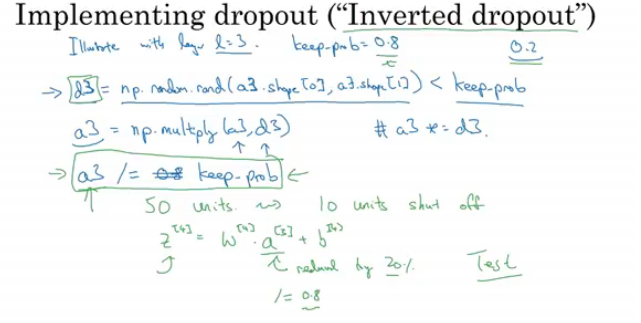 Implementing dropout (“Inverted dropout”)
Illustrate with layer l=3. keep-prob = 0.8 0.2
→ d3 = np.random.rand(a3.shape[0], a3.shape[1]) < keep-prob
a3 = np.multiply(a3, d3) # a3 *= d3.
→ a3 /= keep-prob ←
50 units. ⇝ 10 units shut off
z^[4] = W^[4] · a^[3] + b^[4]
reduced by 20%. Test
/= 0.8